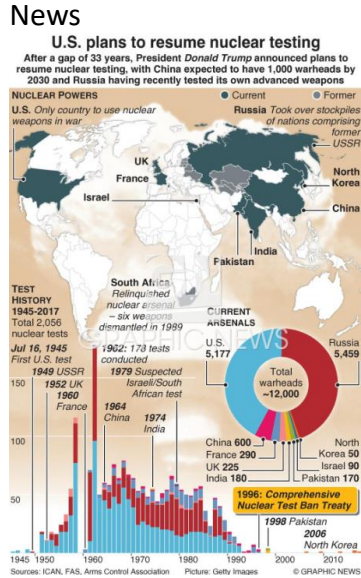 News
U.S. plans to resume nuclear testing
After a gap of 33 years, President Donald Trump announced plans to
resume nuclear testing, with China expected to have 1,000 warheads by
2030 and Russia having recently tested its own advanced weapons
NUCLEAR POWERS
Current
Former
U.S. Only country to use nuclear
weapons in war
Russia Took over stockpiles
of nations comprising
former
USSR
UK
France
Israel
North
Korea
China
India
Pakistan
South Africa
Relinquished
nuclear arsenal
– six weapons
dismantled in 1989
TEST
HISTORY
1945-2017
Total 2,056
nuclear tests
Jul 16, 1945
First U.S. test
1949 USSR
1952 UK
1960
France
1962: 178 tests
conducted
1979 Suspected
Israeli/South
African test
1964
China
1974
India
150
100
50
CURRENT
ARSENALS
U.S.
5,177
Russia
5,459
Total
warheads
~12,000
China 600
France 290
UK 225
India 180
North
Korea 50
Israel 90
Pakistan 170
1996: Comprehensive
Nuclear Test Ban Treaty
1998 Pakistan
2006
North Korea
1945
1950
1960
1970
1980
1990
2000
2010
Sources: ICAN, FAS, Arms Control Association
Picture: Getty Images
© GRAPHIC NEWS
© GRAPHIC NEWS